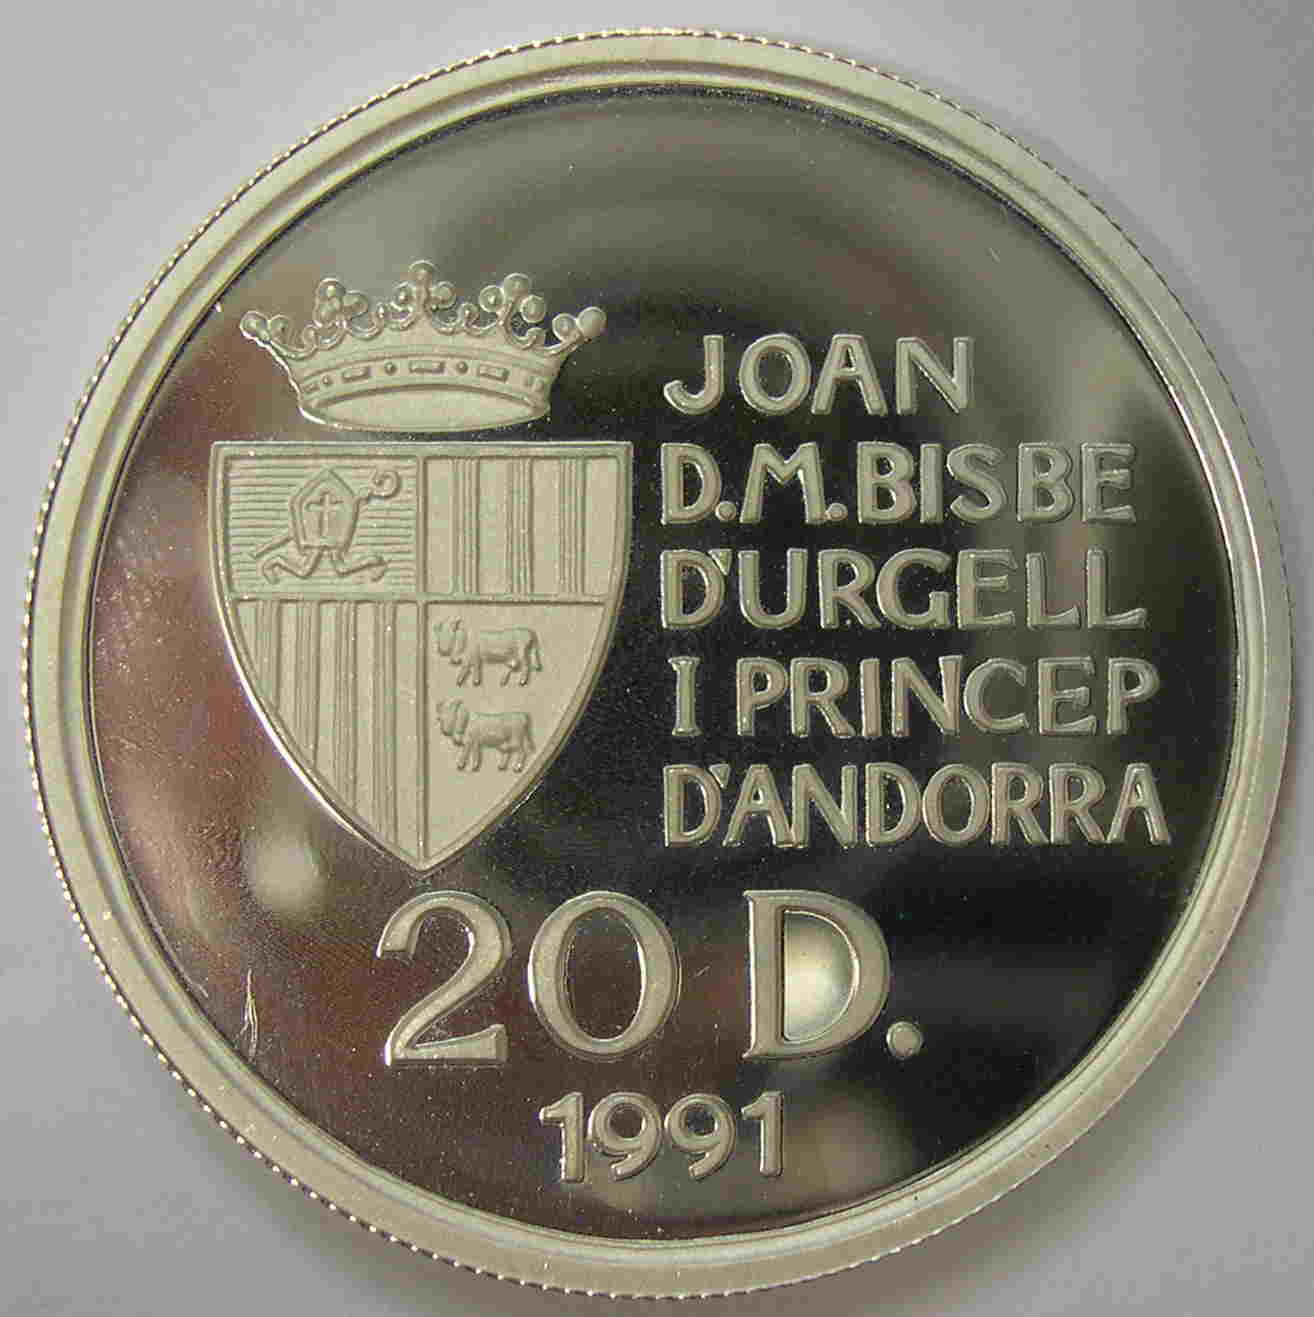 JOAN
D.M.BISBE
D'URGELL
I PRINCEP
D'ANDORRA
20 D.
1991